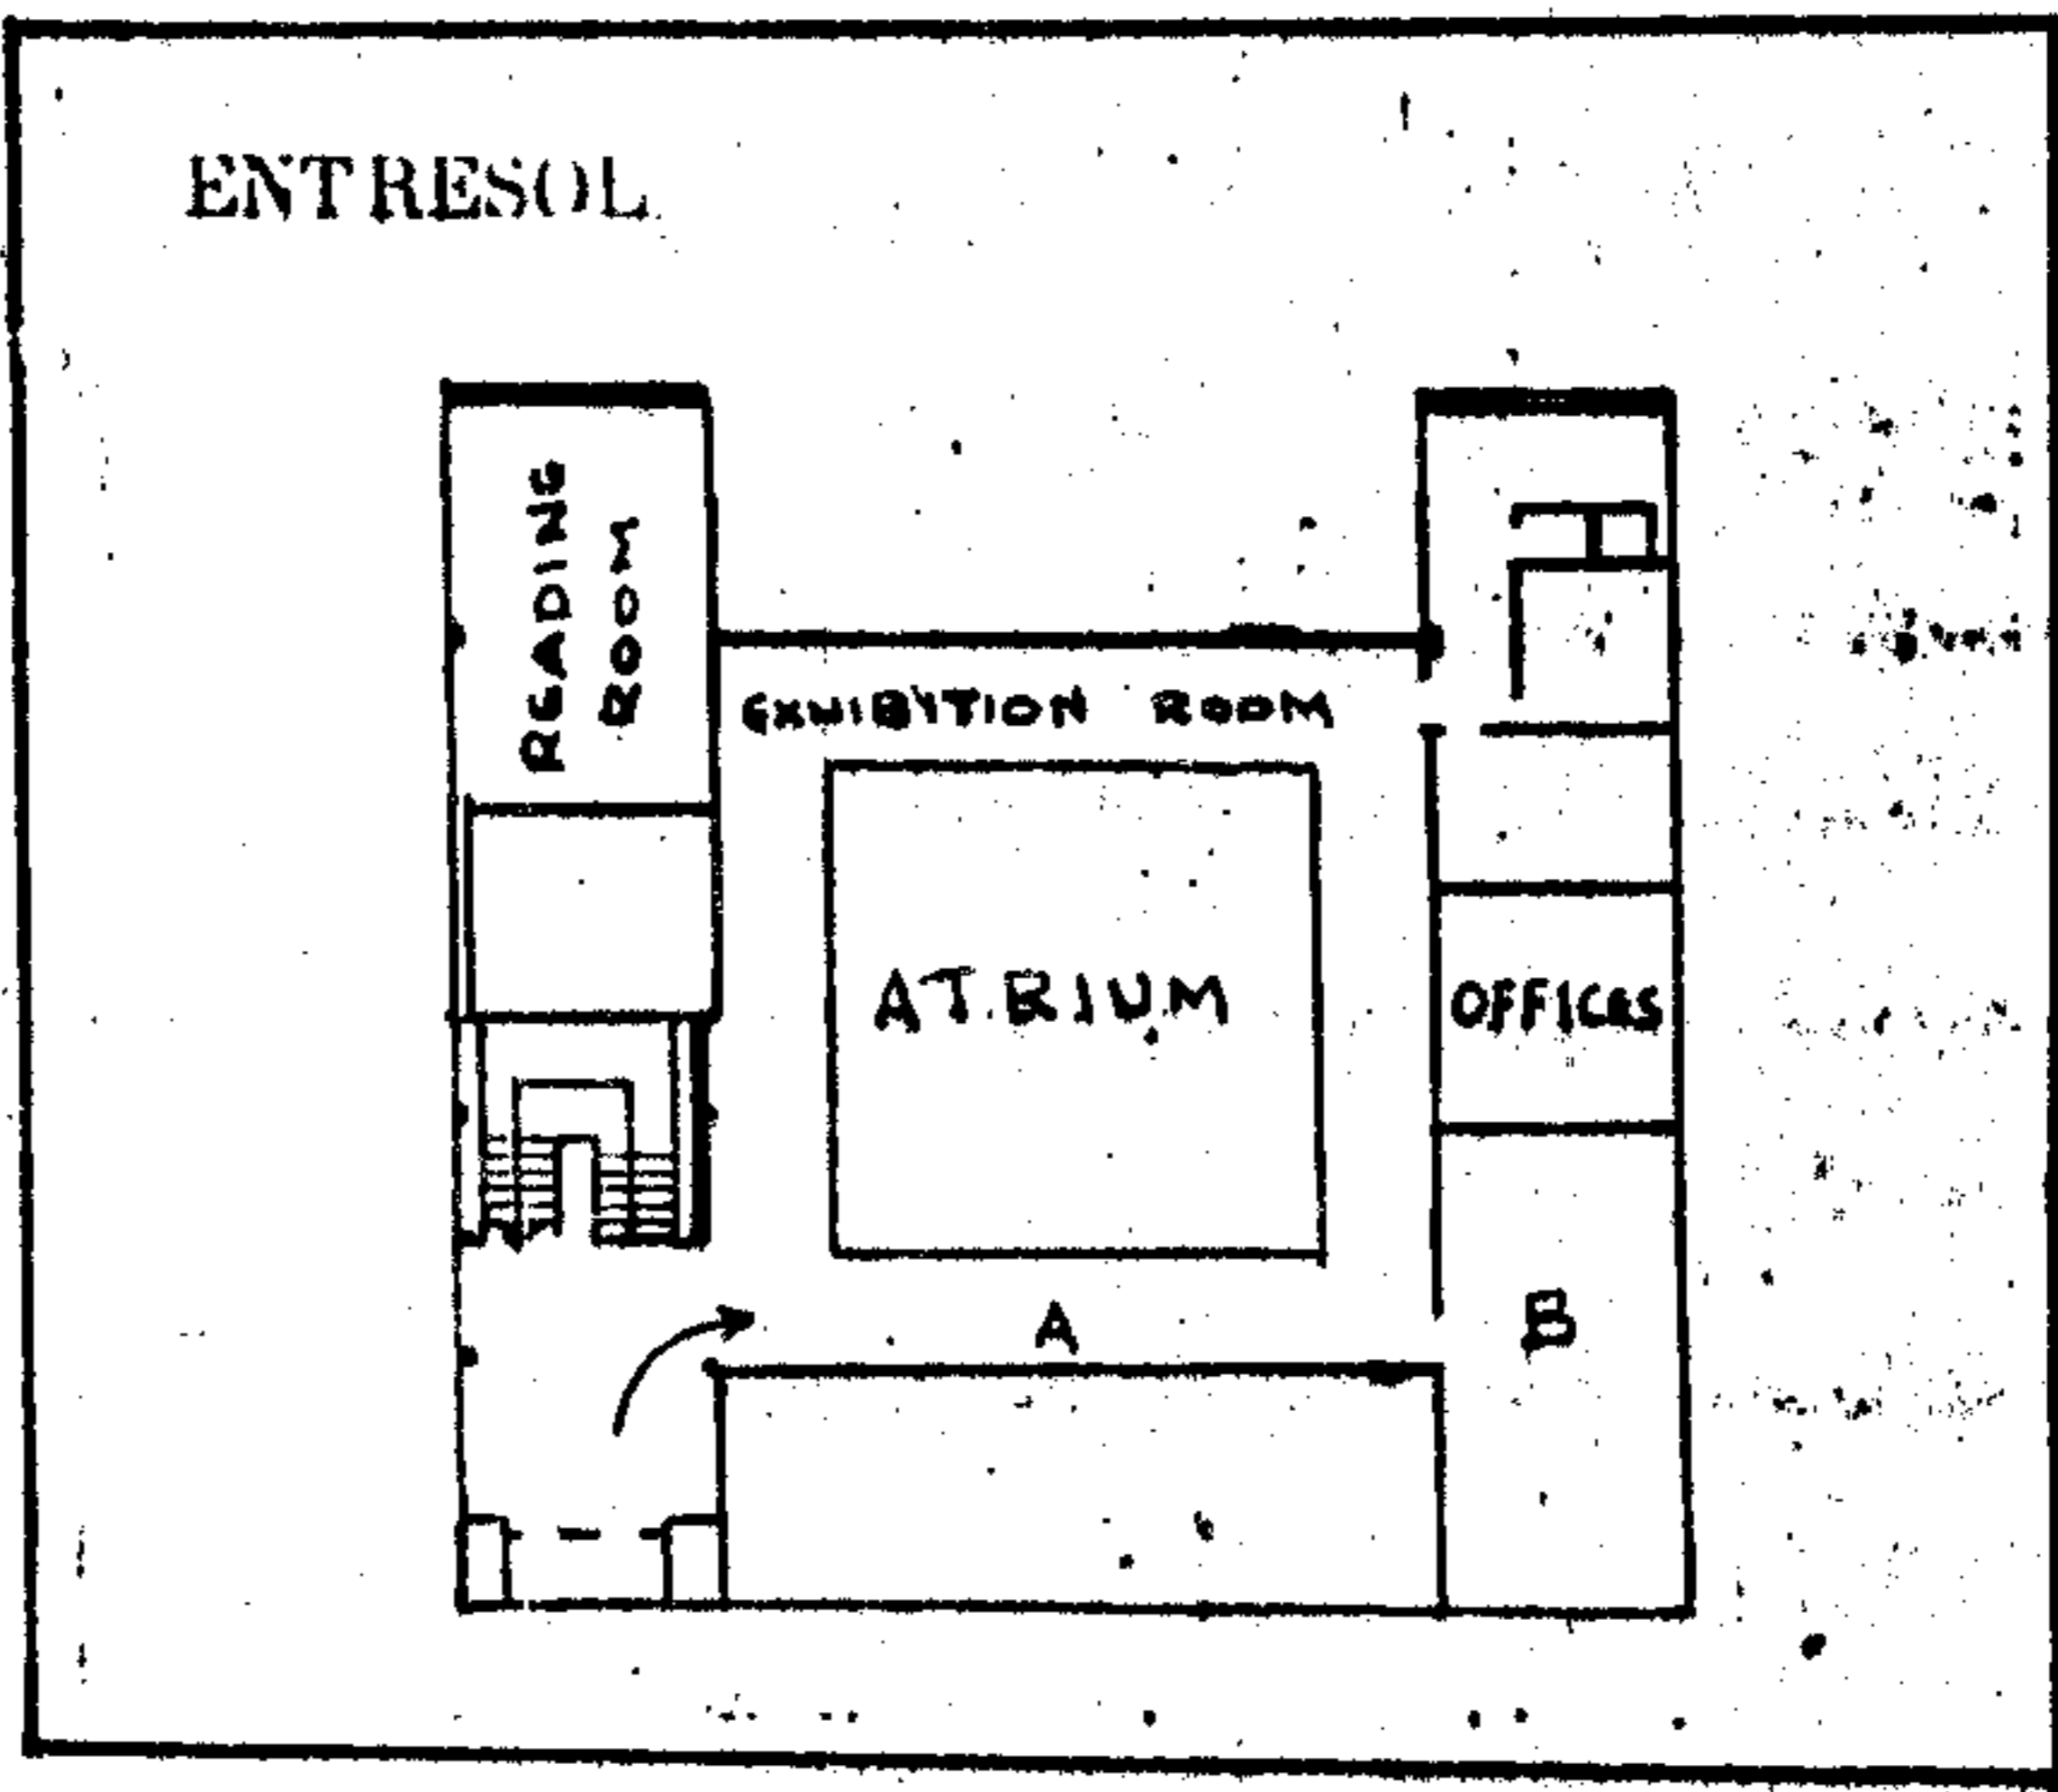 ENTRESOL
READING
ROOM
EXHIBITION ROOM
ATRIUM
OFFICES
A
B